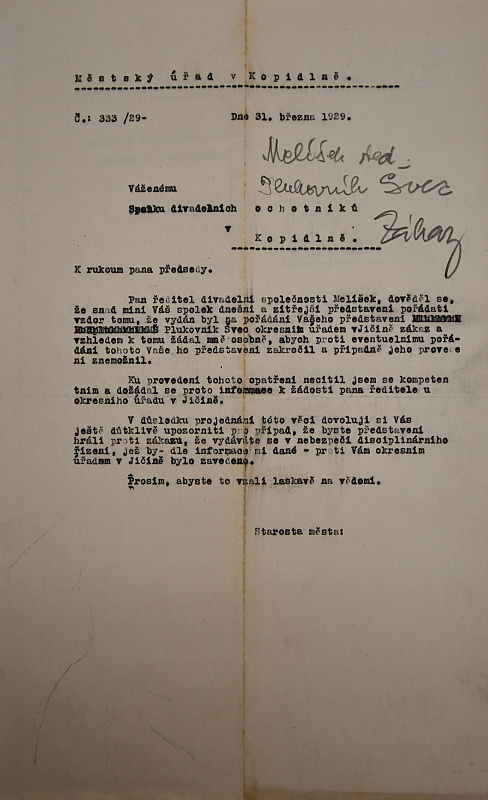 Městský úřad v Kopidlně.
Č.: 333 /29-
Dne 31. března 1929.
Melíšek řed.
Plukovník Švec
Zákaz
Váženému
Spolku divadelních ochotníků
v
Kopidlně.
K rukoum pana předsedy.
Pan ředitel divadelní společnosti Melíšek, dověděl se,
že snad míní Váš spolek dnešní a zítřejší představení pořádati
vzdor tomu, že vydán byl na pořádání Vašeho představení
Plukovník Švec okresním úřadem vJičíně zákaz a
vzhledem k tomu žádal mně osobně, abych proti eventuelnímu pořá-
dání tohoto Vaše ho představení zakročil a případně jeho provede
ní znemožnil.
Ku provedení tohoto opatření necítil jsem se kompeten
tním a dožádal se proto informace k žádosti pana ředitele u
okresního úřadu v Jičíně.
V důsledku projednání této věci dovoluji si Vás
ještě důtklivě upozorniti pro případ, že byste představení
hráli proti zákazu, že vydáváte se v nebezpečí disciplinárního
řízení, jež by- dle informace mi dané - proti Vám okresním
úřadem v Jičíně bylo zavedeno.
Prosím, abyste to vzali laskavě na vědomí.
Starosta města: